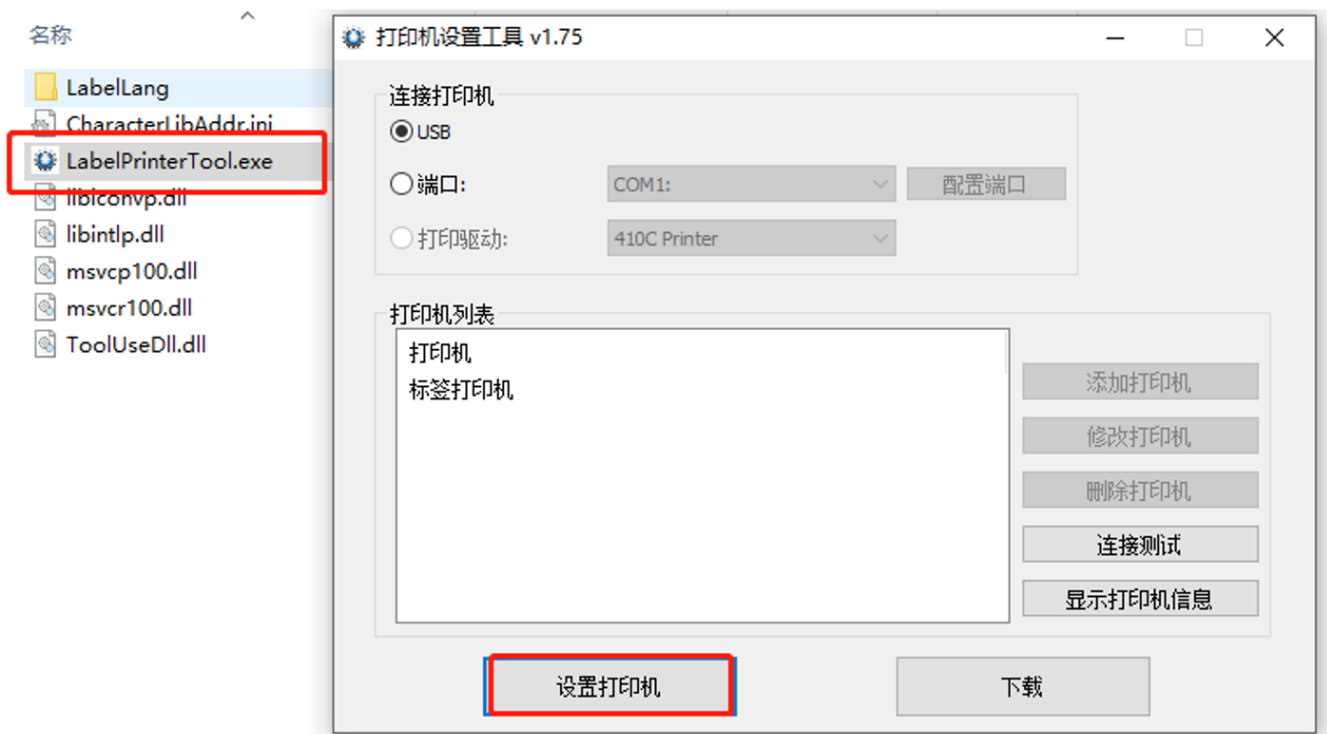 名称
LabelLang
CharacterLibAddr.ini
LabelPrinterTool.exe
libiconvp.dll
libintlp.dll
msvcp100.dll
msvcr100.dll
ToolUseDll.dll
打印机设置工具 v1.75
连接打印机
USB
端口: COM1: 配置端口
打印驱动: 410C Printer
打印机列表
打印机
标签打印机
添加打印机
修改打印机
删除打印机
连接测试
显示打印机信息
设置打印机 下载